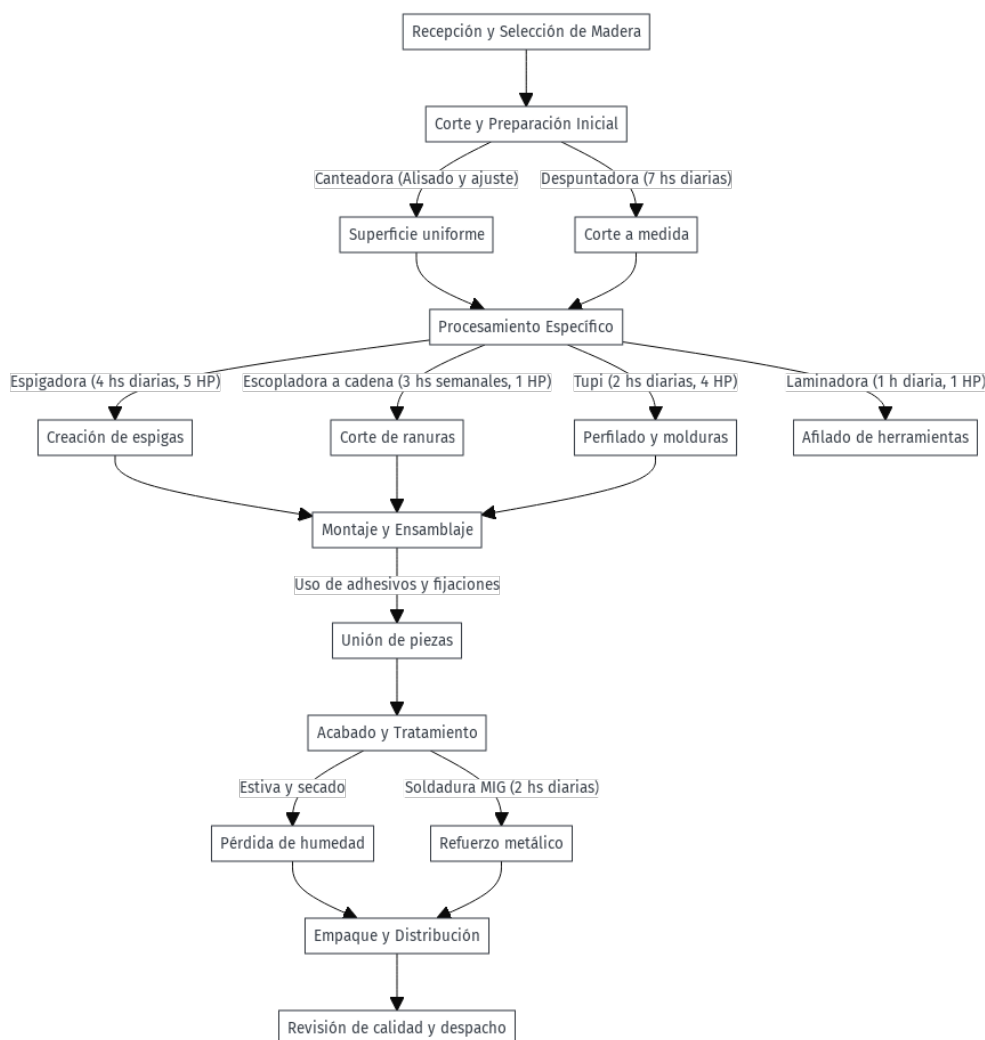 Recepción y Selección de Madera
Corte y Preparación Inicial
Canteadora (Alisado y ajuste)
Despuntadora (7 hs diarias)
Superficie uniforme
Corte a medida
Procesamiento Específico
Espigadora (4 hs diarias, 5 HP)
Escopladora a cadena (3 hs semanales, 1 HP)
Tupi (2 hs diarias, 4 HP)
Laminadora (1 h diaria, 1 HP)
Creación de espigas
Corte de ranuras
Perfilado y molduras
Afilado de herramientas
Montaje y Ensamblaje
Uso de adhesivos y fijaciones
Unión de piezas
Acabado y Tratamiento
Estiva y secado
Soldadura MIG (2 hs diarias)
Pérdida de humedad
Refuerzo metálico
Empaque y Distribución
Revisión de calidad y despacho